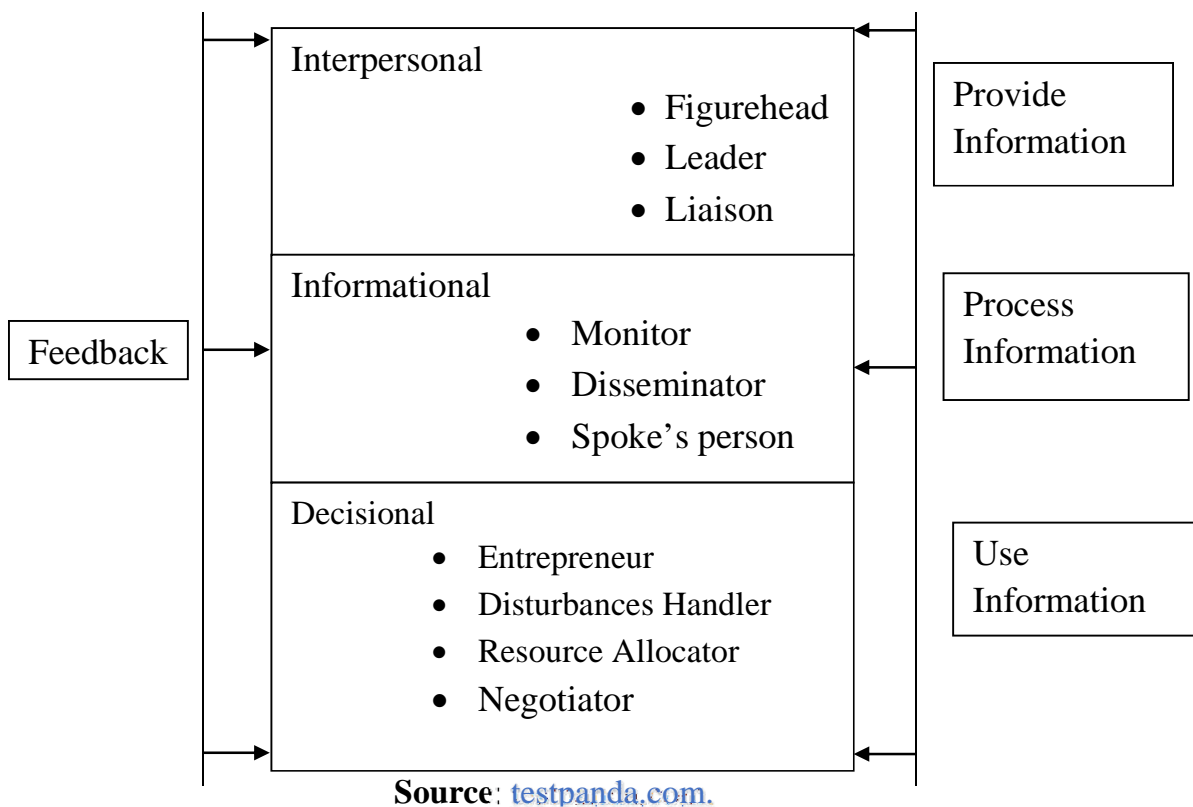 Interpersonal
• Figurehead
• Leader
• Liaison
Provide
Information
Informational
• Monitor
• Disseminator
• Spoke's person
Feedback
Process
Information
Decisional
• Entrepreneur
• Disturbances Handler
• Resource Allocator
• Negotiator
Use
Information
Source: testpanda.com.